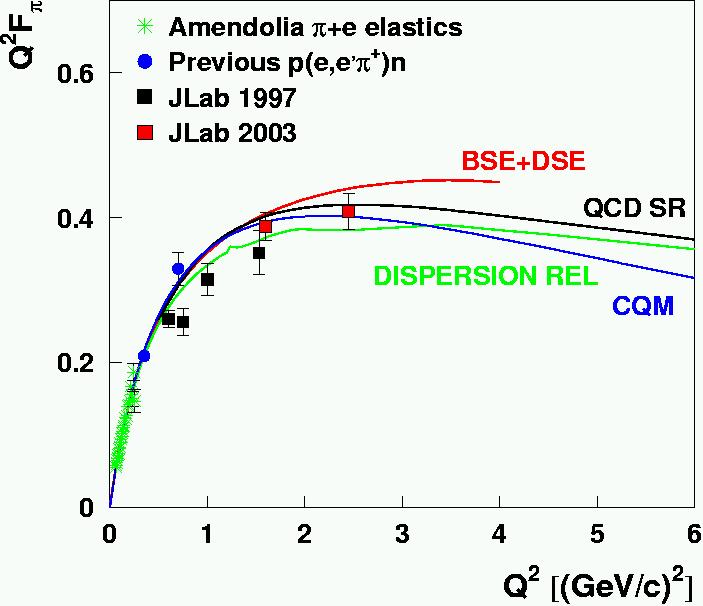 Q²Fπ
Amendolia π+e elastics
Previous p(e,e'π⁺)n
JLab 1997
JLab 2003
0.6
BSE+DSE
0.4
QCD SR
DISPERSION REL
CQM
0.2
0
0 1 2 3 4 5 6
Q² [(GeV/c)²]